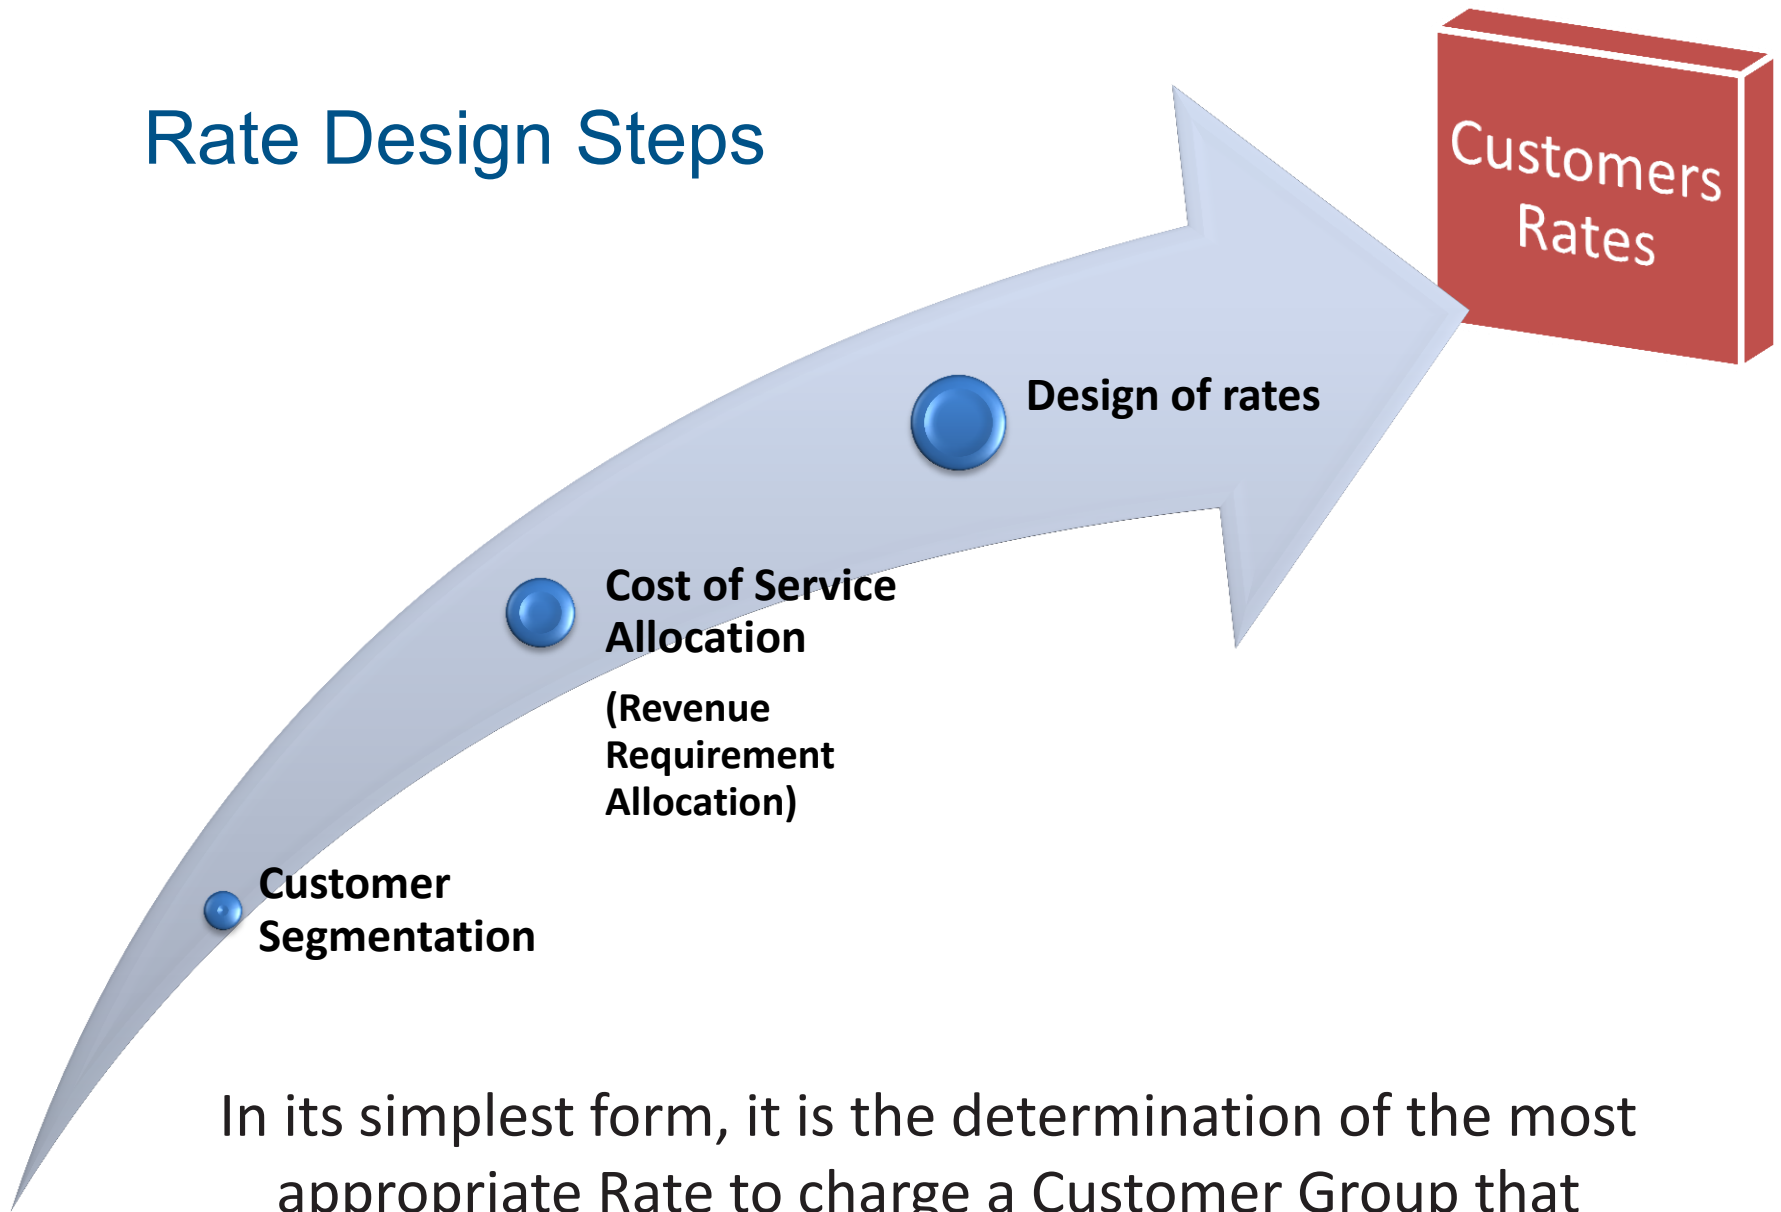 Rate Design Steps
Customers
Rates
Design of rates
Cost of Service
Allocation
(Revenue
Requirement
Allocation)
Customer
Segmentation
In its simplest form, it is the determination of the most
appropriate Rate to charge a Customer Group that